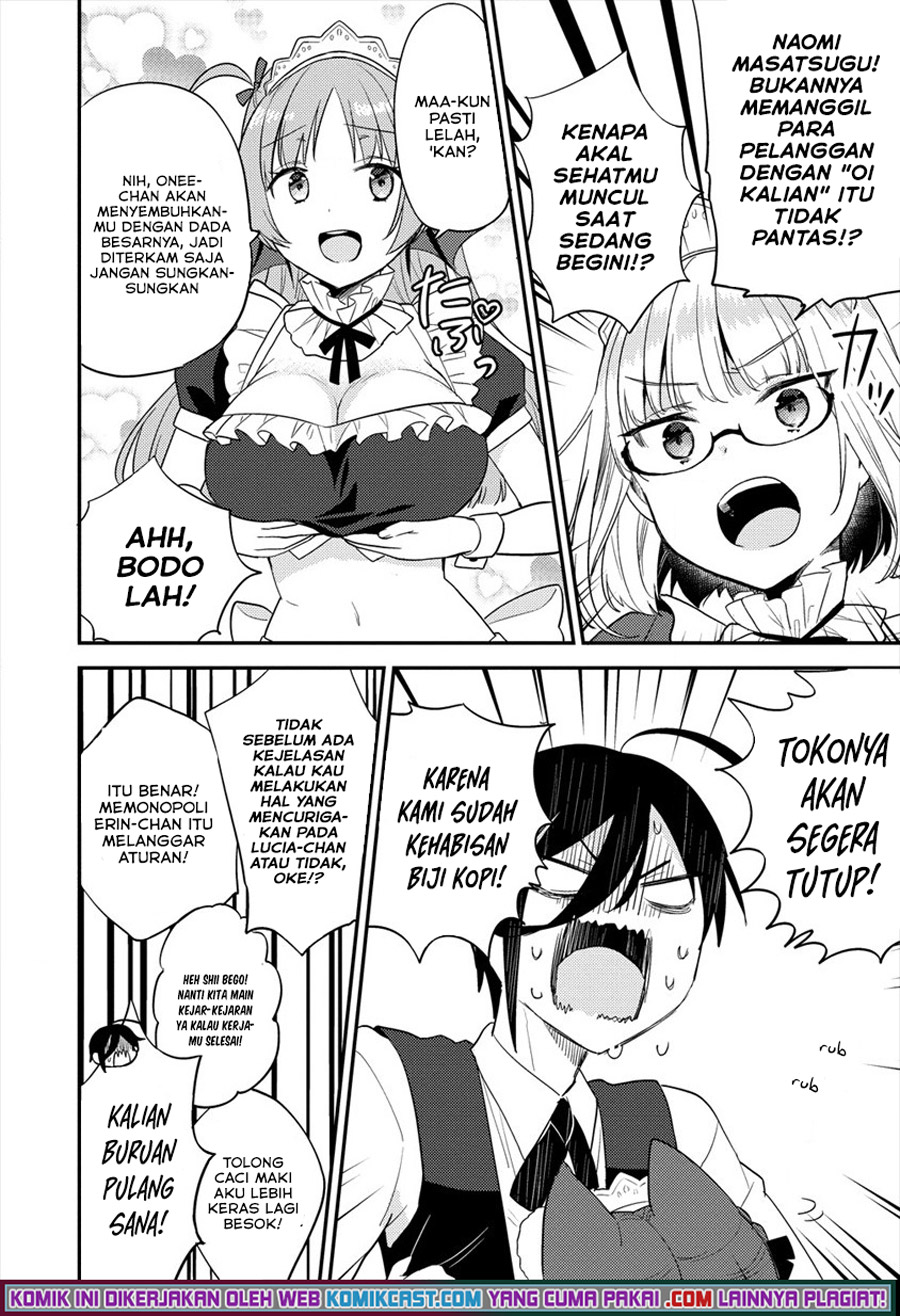 NAOMI
MASATSUGU!
BUKANNYA
MEMANGGIL
PARA
PELANGGAN
DENGAN "OI
KALIAN" ITU
TIDAK
PANTAS!?
KENAPA
AKAL
SEHATMU
MUNCUL
SAAT
SEDANG
BEGINI!?
MAA-KUN
PASTI
LELAH,
'KAN?
NIH, ONEE-
CHAN AKAN
MENYEMBUHKAN-
MU DENGAN DADA
BESARNYA, JADI
DITERKAM SAJA
JANGAN SUNGKAN-
SUNGKAN
たぷっ♡
AHH,
BODO
LAH!
TOKONYA
AKAN
SEGERA
TUTUP!
KARENA
KAMI SUDAH
KEHABISAN
BIJI KOPI!
rub
rub
TIDAK
SEBELUM ADA
KEJELASAN
KALAU KAU
MELAKUKAN
HAL YANG
MENCURIGA-
KAN PADA
LUCIA-CHAN
ATAU TIDAK,
OKE!?
ITU BENAR!
MEMONOPOLI
ERIN-CHAN ITU
MELANGGAR
ATURAN!
HEH SHII BEGO!
NANTI KITA MAIN
KEJAR-KEJARAN
YA KALAU KERJA-
MU SELESAI!
TOLONG
CACI MAKI
AKU LEBIH
KERAS LAGI
BESOK!
KALIAN
BURUAN
PULANG
SANA!
KOMIK INI DIKERJAKAN OLEH WEB KOMIKCAST.COM YANG CUMA PAKAI .COM LAINNYA PLAGIAT!